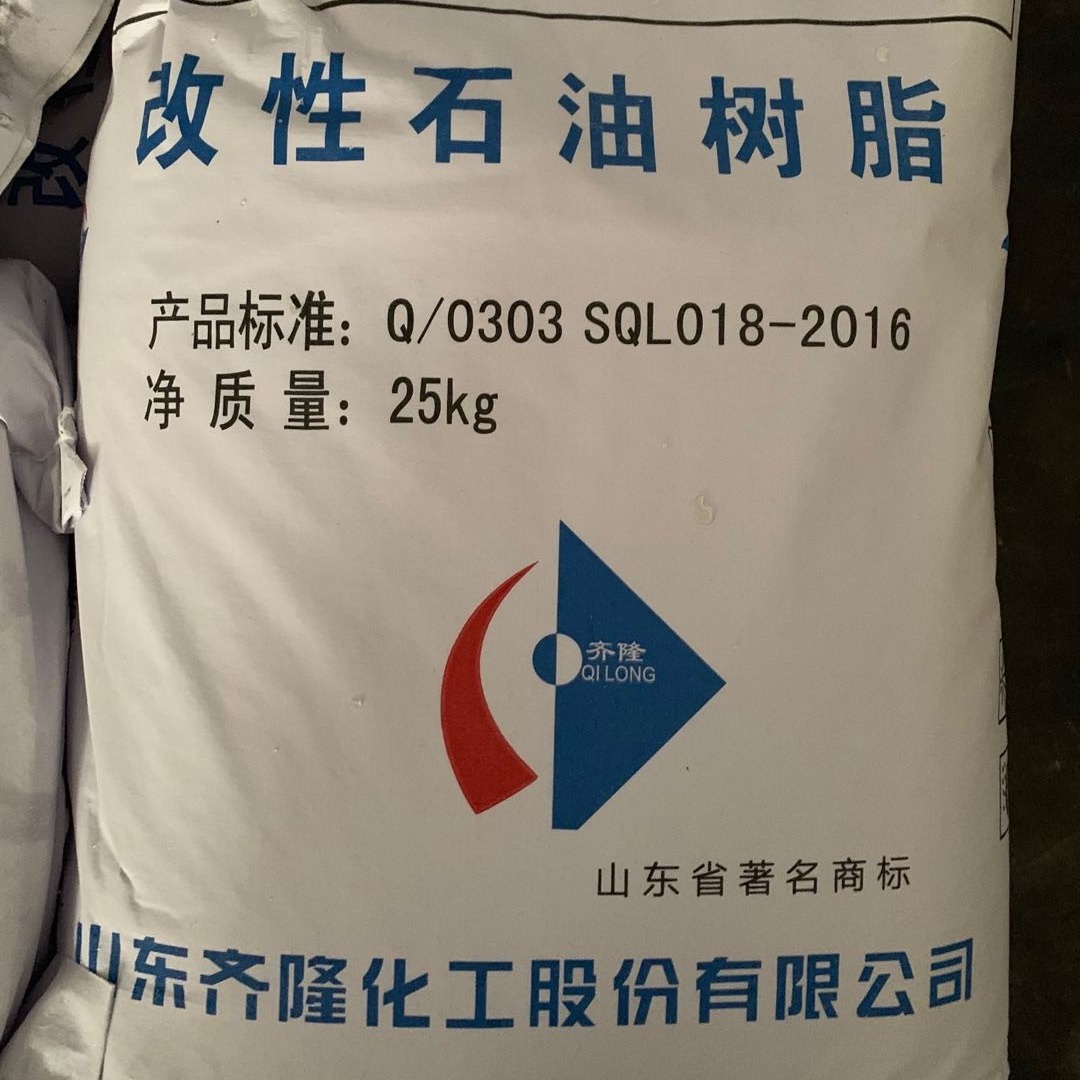 改性石油树脂
产品标准：Q/0303 SQL018-2016
净质量：25kg
齐隆
QILONG
山东省著名商标
山东齐隆化工股份有限公司
改